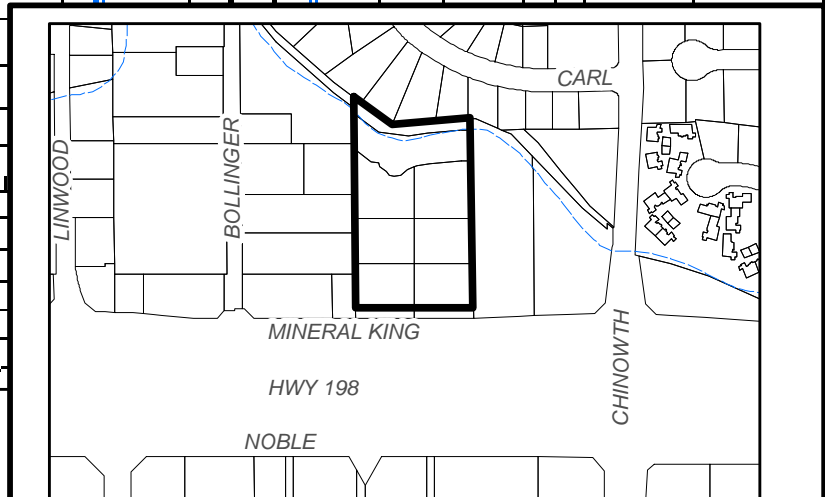 CARL
LINWOOD
BOLLINGER
MINERAL KING
CHINOWTH
HWY 198
NOBLE